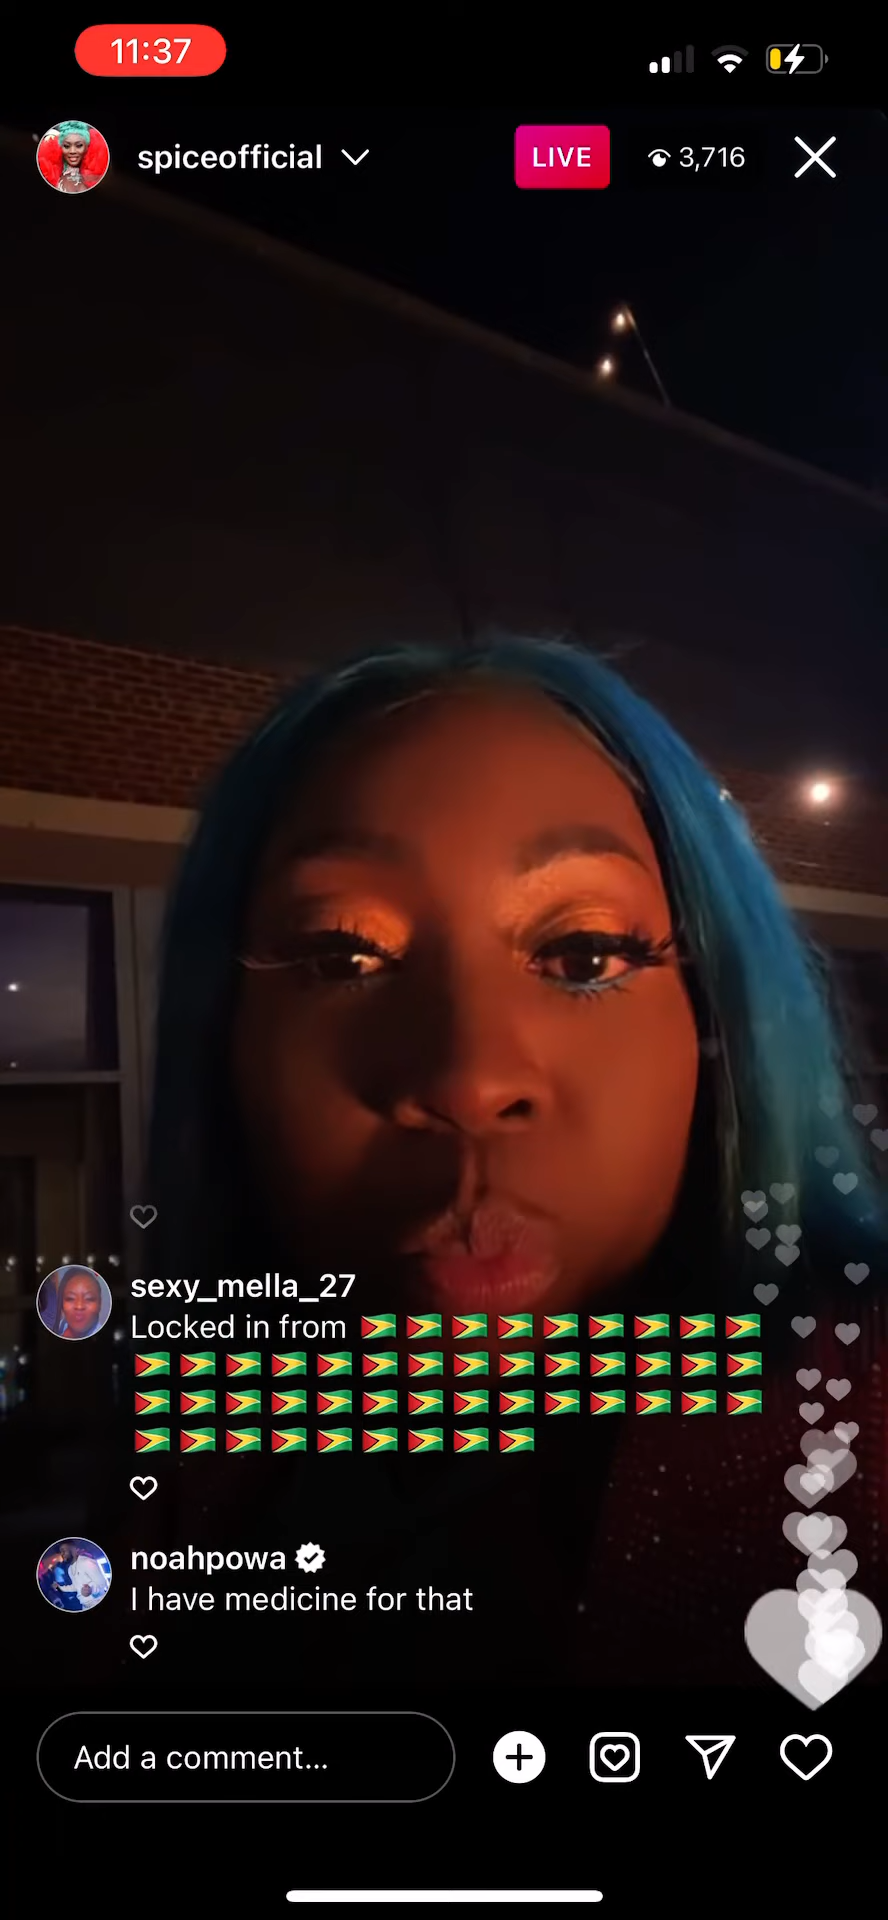 11:37
spiceofficial
LIVE
3,716
sexy_mella_27
Locked in from 🇬🇾🇬🇾🇬🇾🇬🇾🇬🇾🇬🇾🇬🇾🇬🇾🇬🇾
🇬🇾🇬🇾🇬🇾🇬🇾🇬🇾🇬🇾🇬🇾🇬🇾🇬🇾🇬🇾🇬🇾🇬🇾🇬🇾🇬🇾
🇬🇾🇬🇾🇬🇾🇬🇾🇬🇾🇬🇾🇬🇾🇬🇾🇬🇾🇬🇾🇬🇾🇬🇾🇬🇾🇬🇾
🇬🇾🇬🇾🇬🇾🇬🇾🇬🇾🇬🇾🇬🇾🇬🇾🇬🇾
noahpowa
I have medicine for that
Add a comment...